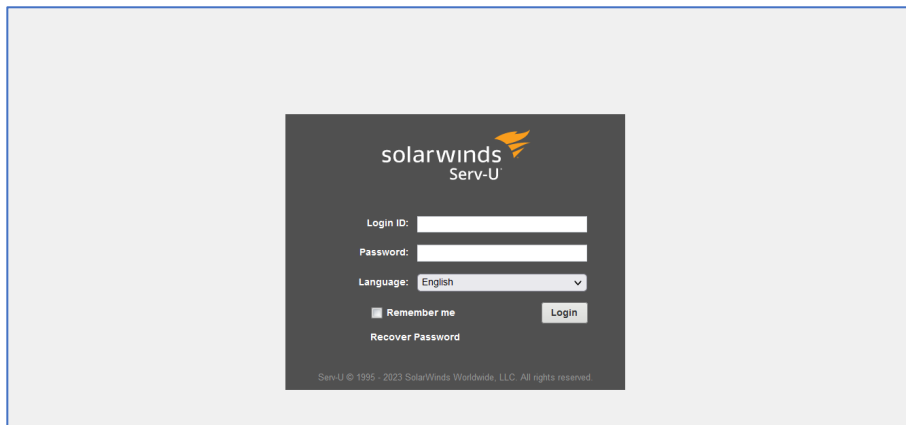 solarwinds
Serv-U
Login ID:
Password:
Language: English
Remember me Login
Recover Password
Serv-U © 1995 - 2023 SolarWinds Worldwide, LLC. All rights reserved.